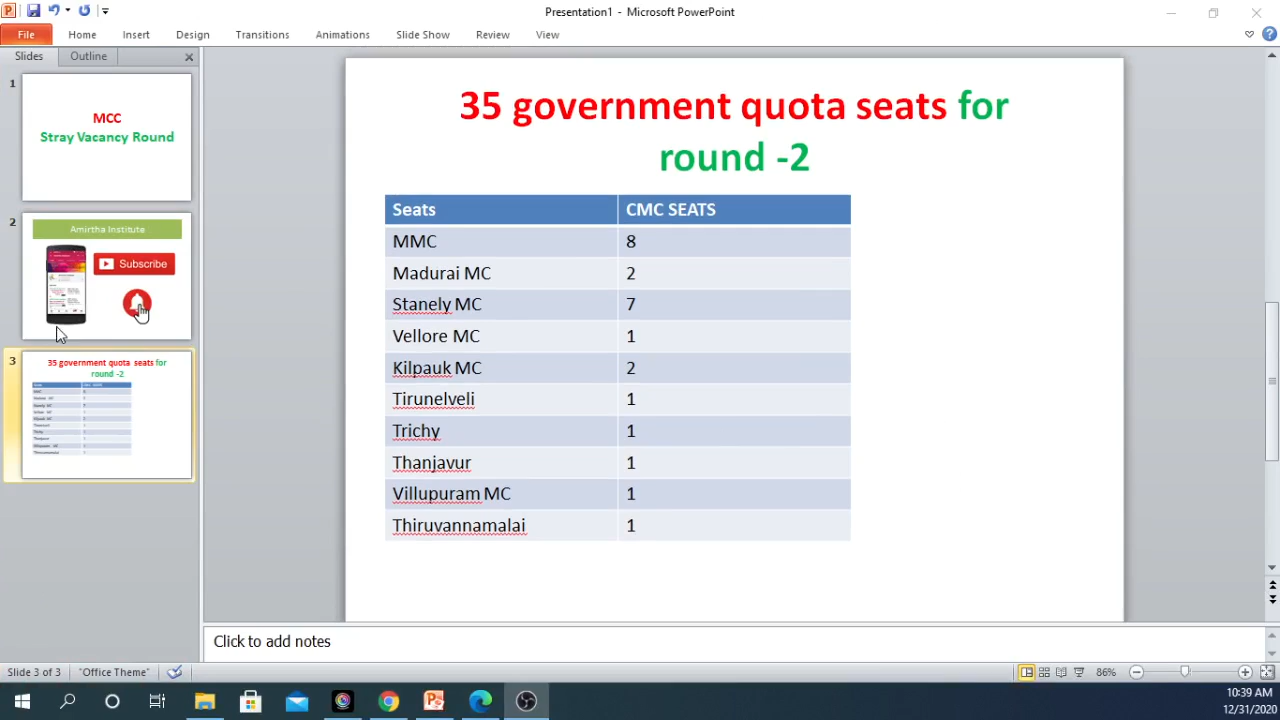 Presentation1 - Microsoft PowerPoint
File Home Insert Design Transitions Animations Slide Show Review View
Slides Outline
1
MCC
Stray Vacancy Round
2
Amirtha Institute
Subscribe
3
35 government quota seats for
round -2
35 government quota seats for
round -2
Seats CMC SEATS
MMC 8
Madurai MC 2
Stanely MC 7
Vellore MC 1
Kilpauk MC 2
Tirunelveli 1
Trichy 1
Thanjavur 1
Villupuram MC 1
Thiruvannamalai 1
Click to add notes
Slide 3 of 3 "Office Theme" 86%
10:39 AM
12/31/2020